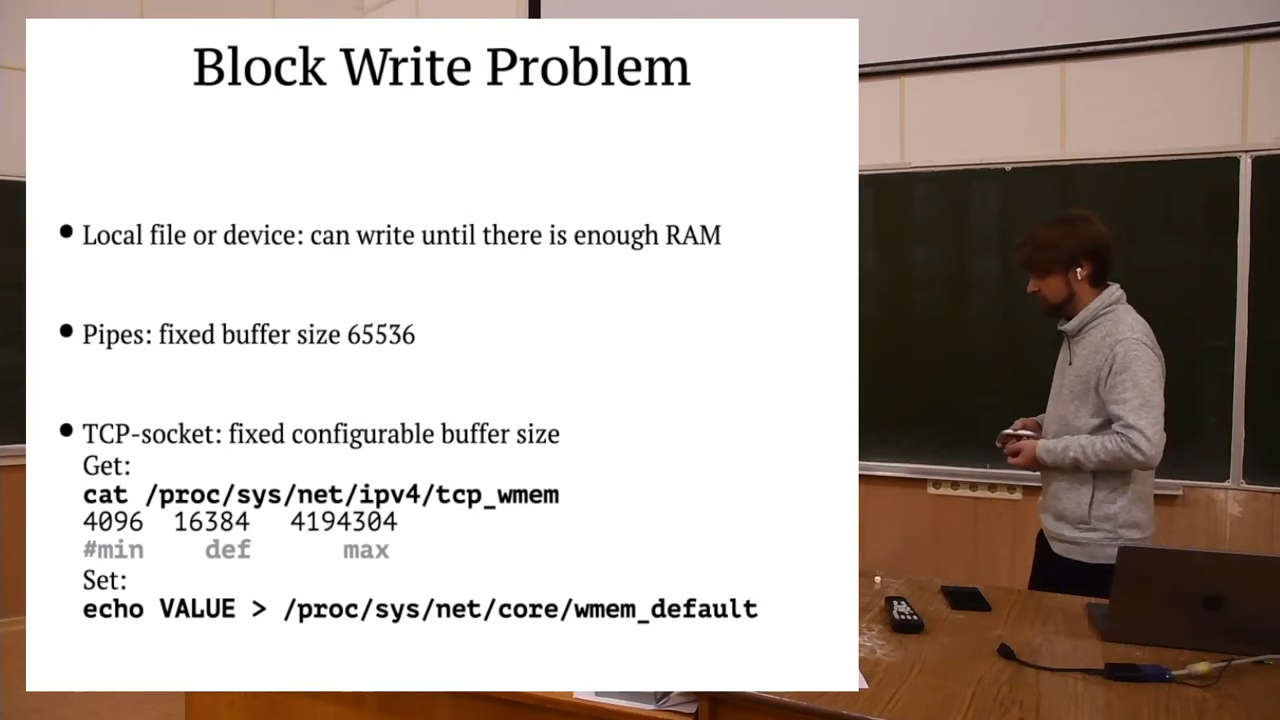 Block Write Problem
• Local file or device: can write until there is enough RAM
• Pipes: fixed buffer size 65536
• TCP-socket: fixed configurable buffer size
Get:
cat /proc/sys/net/ipv4/tcp_wmem
4096 16384 4194304
#min def max
Set:
echo VALUE > /proc/sys/net/core/wmem_default